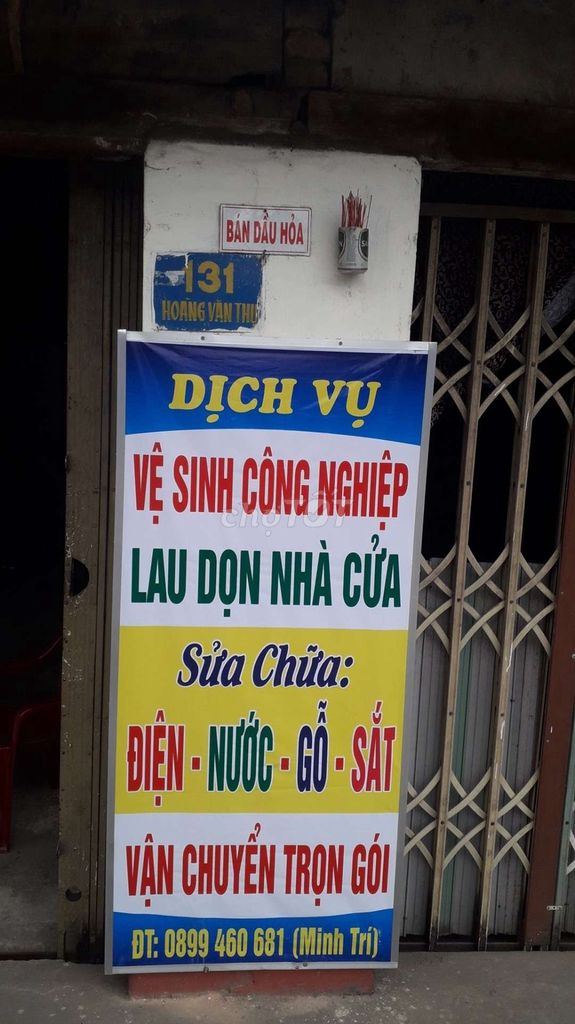 BÁN DẦU HỎA
131
HOÀNG VĂN THỤ
DỊCH VỤ
VỆ SINH CÔNG NGHIỆP
chợTỐT
LAU DỌN NHÀ CỬA
Sửa Chữa:
ĐIỆN - NƯỚC - GỖ - SẮT
VẬN CHUYỂN TRỌN GÓI
ĐT: 0899 460 681 (Minh Trí)